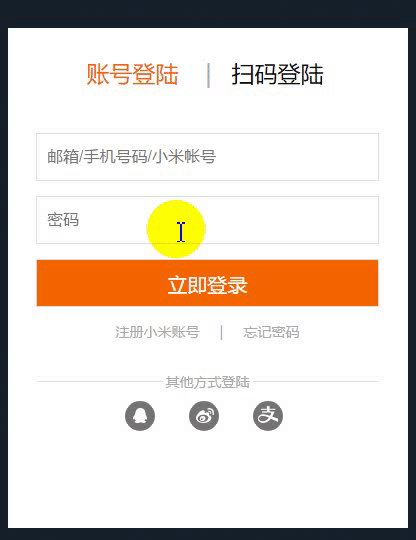 账号登陆 | 扫码登陆
邮箱/手机号码/小米帐号
密码
立即登录
注册小米账号 | 忘记密码
其他方式登陆
支